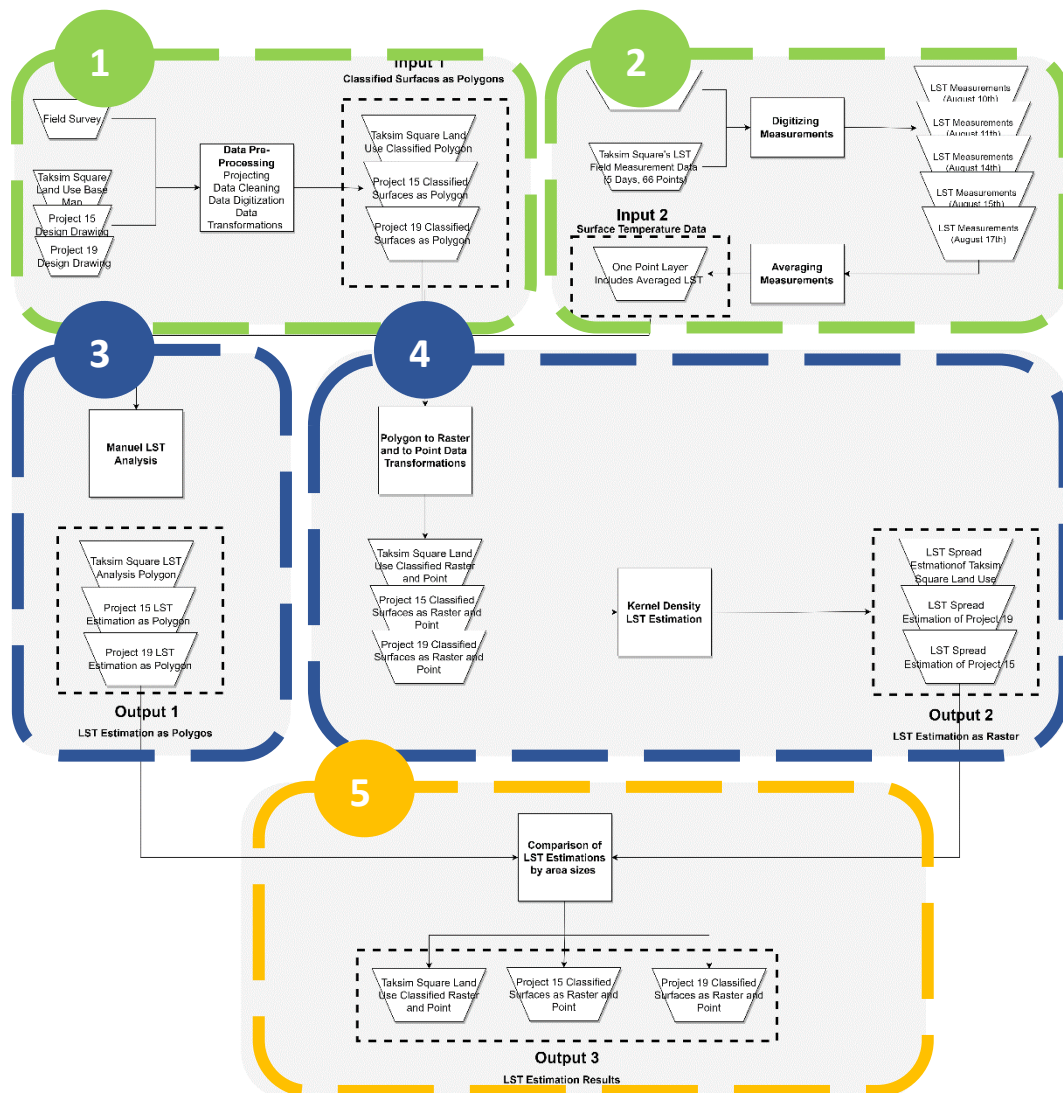 1
Input 1
Classified Surfaces as Polygons
Field Survey
Taksim Square
Land Use Base
Map
Project 15
Design Drawing
Project 19
Design Drawing
Data Pre-
Processing
Projecting
Data Cleaning
Data Digitization
Data
Transformations
Taksim Square Land
Use Classified Polygon
Project 15 Classified
Surfaces as Polygon
Project 19 Classified
Surfaces as Polygon
2
Taksim Square's LST
Field Measurement Data
(5 Days, 66 Points)
Digitizing
Measurements
LST Measurements
(August 10th)
LST Measurements
(August 11th)
LST Measurements
(August 14th)
LST Measurements
(August 15th)
LST Measurements
(August 17th)
Input 2
Surface Temperature Data
One Point Layer
Includes Averaged LST
Averaging
Measurements
3
Manuel LST
Analysis
Taksim Square LST
Analysis Polygon
Project 15 LST
Estimation as Polygon
Project 19 LST
Estimation as Polygon
Output 1
LST Estimation as Polygos
4
Polygon to Raster
and to Point Data
Transformations
Taksim Square Land
Use Classified Raster
and Point
Project 15 Classified
Surfaces as Raster and
Point
Project 19 Classified
Surfaces as Raster and
Point
Kernel Density
LST Estimation
LST Spread
Estmationof Taksim
Square Land Use
LST Spread
Estimation of Project 19
LST Spread
Estimation of Project 15
Output 2
LST Estimation as Raster
5
Comparison of
LST Estimations
by area sizes
Taksim Square Land
Use Classified Raster
and Point
Project 15 Classified
Surfaces as Raster and
Point
Project 19 Classified
Surfaces as Raster and
Point
Output 3
LST Estimation Results